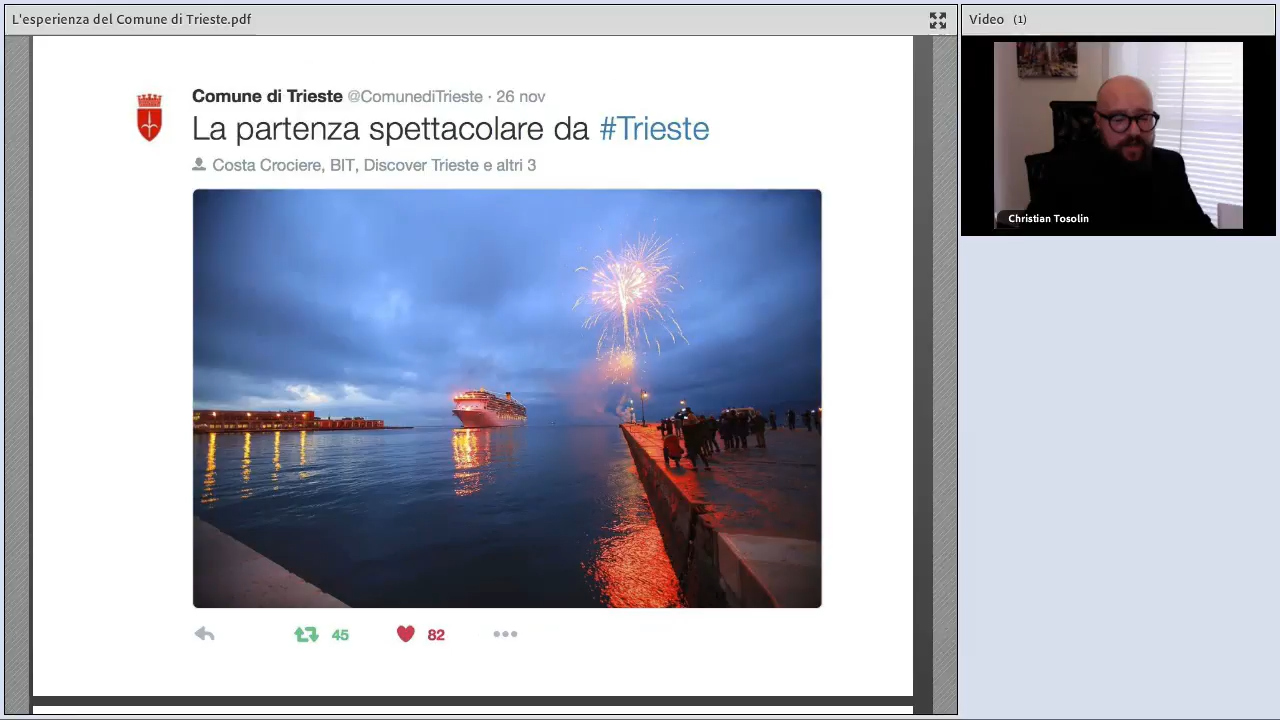 L'esperienza del Comune di Trieste.pdf
Video (1)
Comune di Trieste @ComunediTrieste · 26 nov
La partenza spettacolare da #Trieste
Costa Crociere, BIT, Discover Trieste e altri 3
45
82
Christian Tosolin